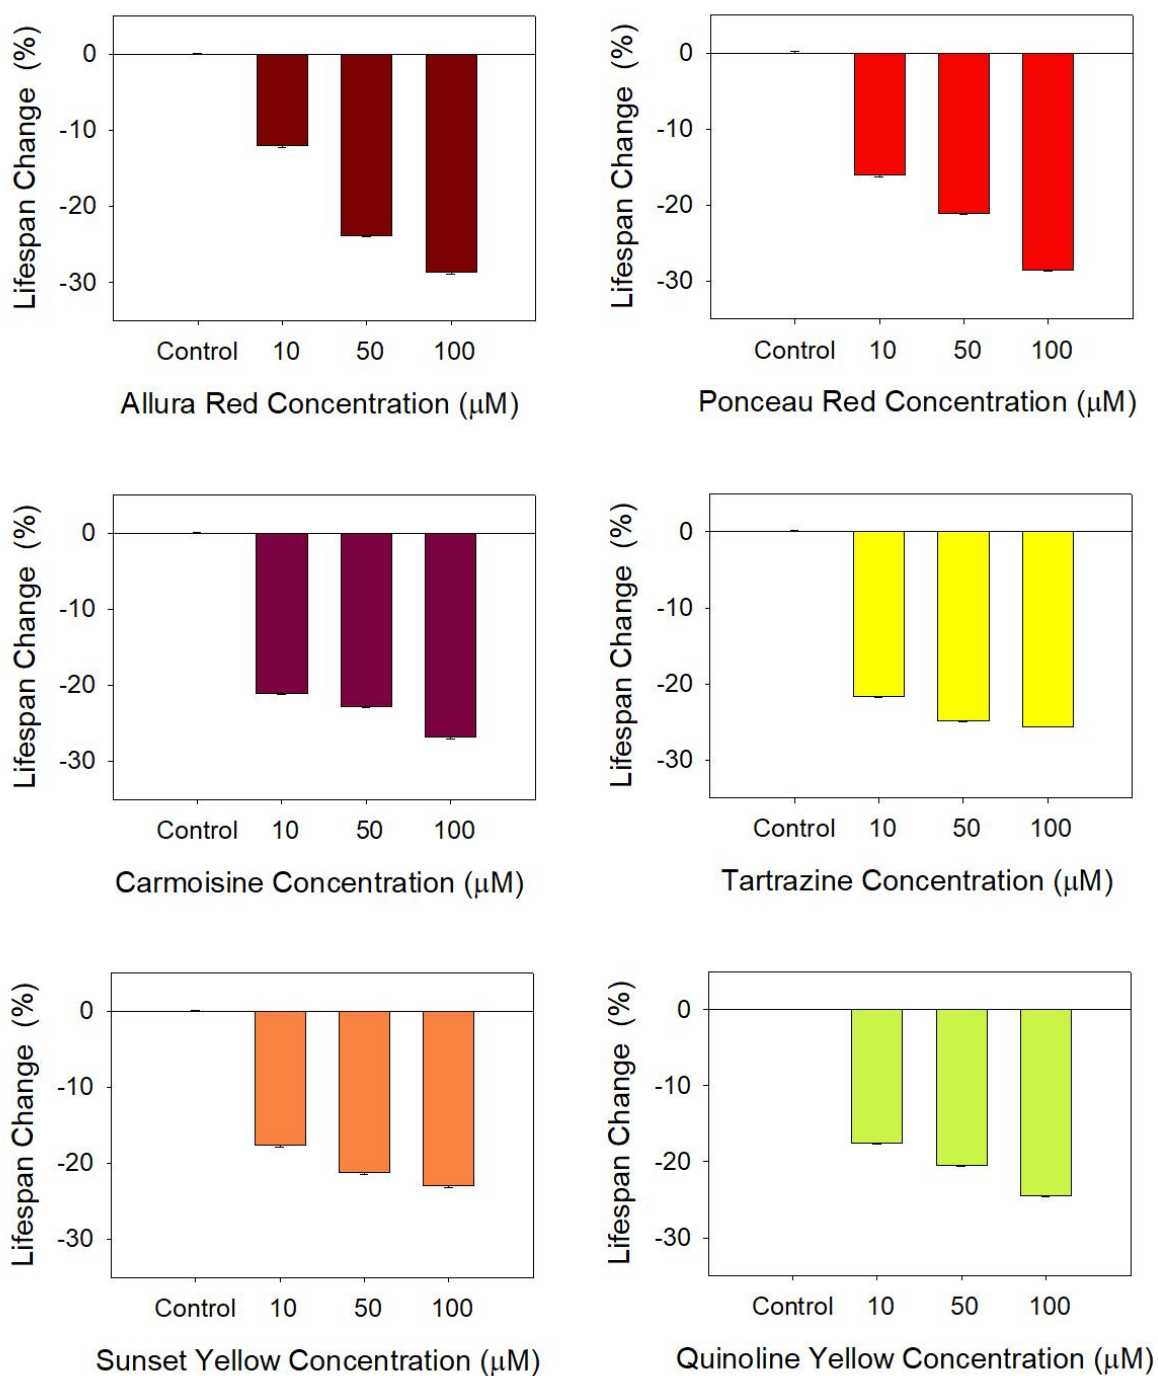 Lifespan Change (%)
0
-10
-20
-30
Control 10 50 100
Allura Red Concentration (μM)
Lifespan Change (%)
0
-10
-20
-30
Control 10 50 100
Ponceau Red Concentration (μM)
Lifespan Change (%)
0
-10
-20
-30
Control 10 50 100
Carmoisine Concentration (μM)
Lifespan Change (%)
0
-10
-20
-30
Control 10 50 100
Tartrazine Concentration (μM)
Lifespan Change (%)
0
-10
-20
-30
Control 10 50 100
Sunset Yellow Concentration (μM)
Lifespan Change (%)
0
-10
-20
-30
Control 10 50 100
Quinoline Yellow Concentration (μM)